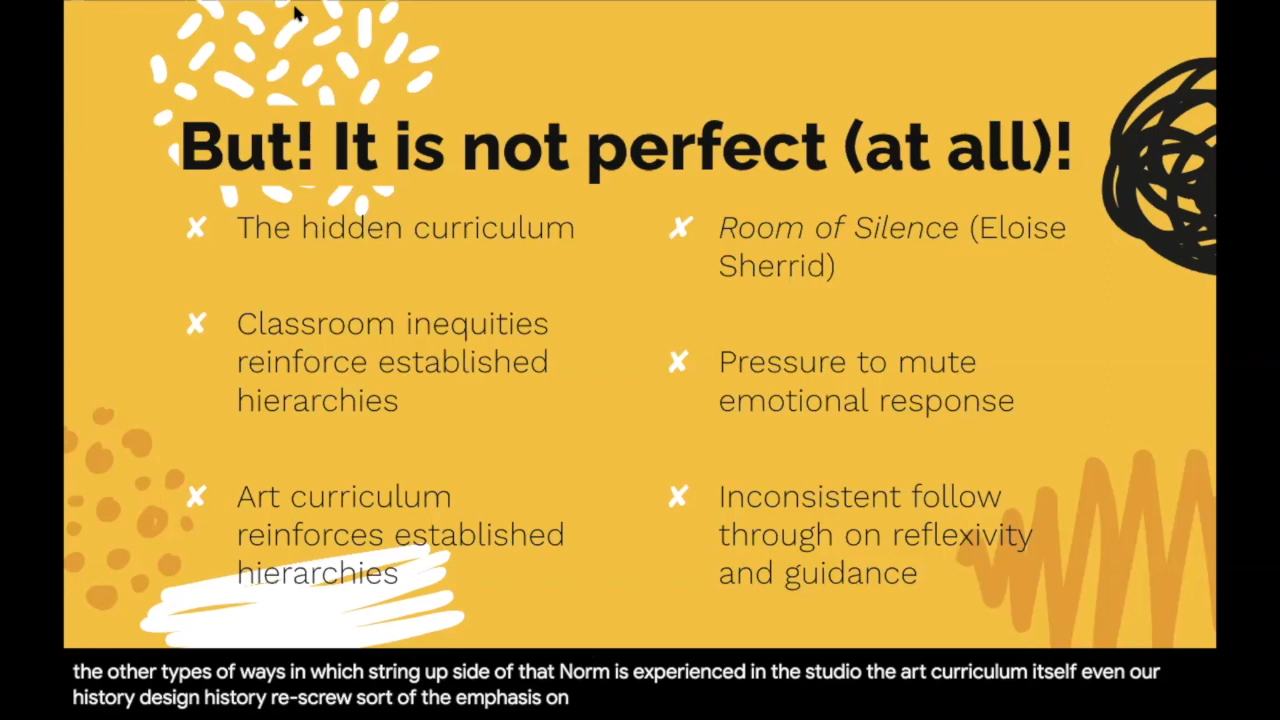 But! It is not perfect (at all)!
The hidden curriculum
Classroom inequities
reinforce established
hierarchies
Art curriculum
reinforces established
hierarchies
Room of Silence (Eloise
Sherrid)
Pressure to mute
emotional response
Inconsistent follow
through on reflexivity
and guidance
the other types of ways in which string up side of that Norm is experienced in the studio the art curriculum itself even our
history design history re-screw sort of the emphasis on